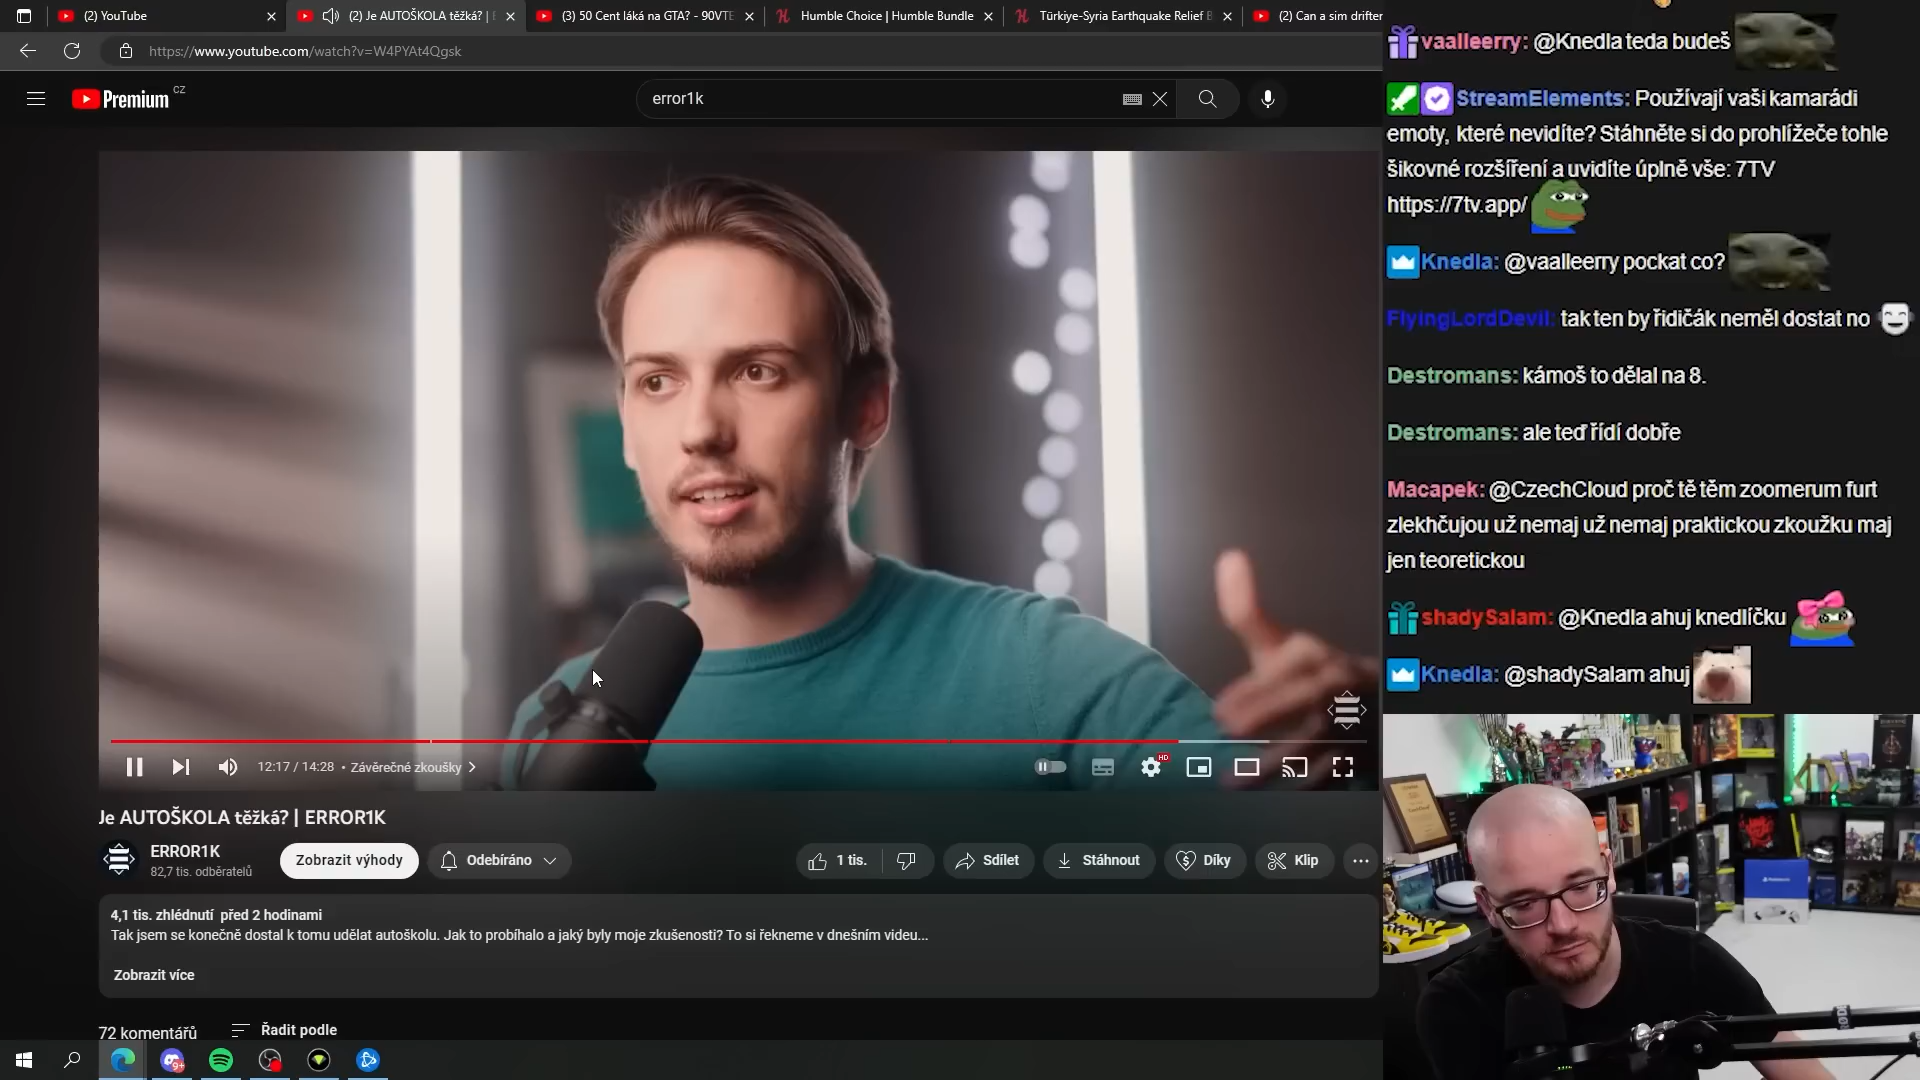 (2) YouTube
(2) Je AUTOŠKOLA těžká? |
(3) 50 Cent láká na GTA? - 90VTE
Humble Choice | Humble Bundle
Türkiye-Syria Earthquake Relief B
(2) Can a sim drifter
https://www.youtube.com/watch?v=W4PYAt4Qgsk
Premium CZ
error1k
12:17 / 14:28 • Závěrečné zkoušky
HD
Je AUTOŠKOLA těžká? | ERROR1K
ERROR1K
82,7 tis. odběratelů
Zobrazit výhody
Odebíráno
1 tis.
Sdílet
Stáhnout
Díky
Klip
4,1 tis. zhlédnutí před 2 hodinami
Tak jsem se konečně dostal k tomu udělat autoškolu. Jak to probíhalo a jaký byly moje zkušenosti? To si řekneme v dnešním videu...
Zobrazit více
72 komentářů
Řadit podle
9+
vaalleerry: @Knedla teda budeš
StreamElements: Používají vaši kamarádi
emoty, které nevidíte? Stáhněte si do prohlížeče tohle
šikovné rozšíření a uvidíte úplně vše: 7TV
https://7tv.app/
Knedla: @vaalleerry pockat co?
FlyingLordDevil: tak ten by řidičák neměl dostat no
Destromans: kámoš to dělal na 8.
Destromans: ale teď řídí dobře
Macapek: @CzechCloud proč tě těm zoomerum furt
zlekhčujou už nemaj už nemaj praktickou zkoužku maj
jen teoretickou
shadySalam: @Knedla ahuj knedlíčku
Knedla: @shadySalam ahuj
RØDE